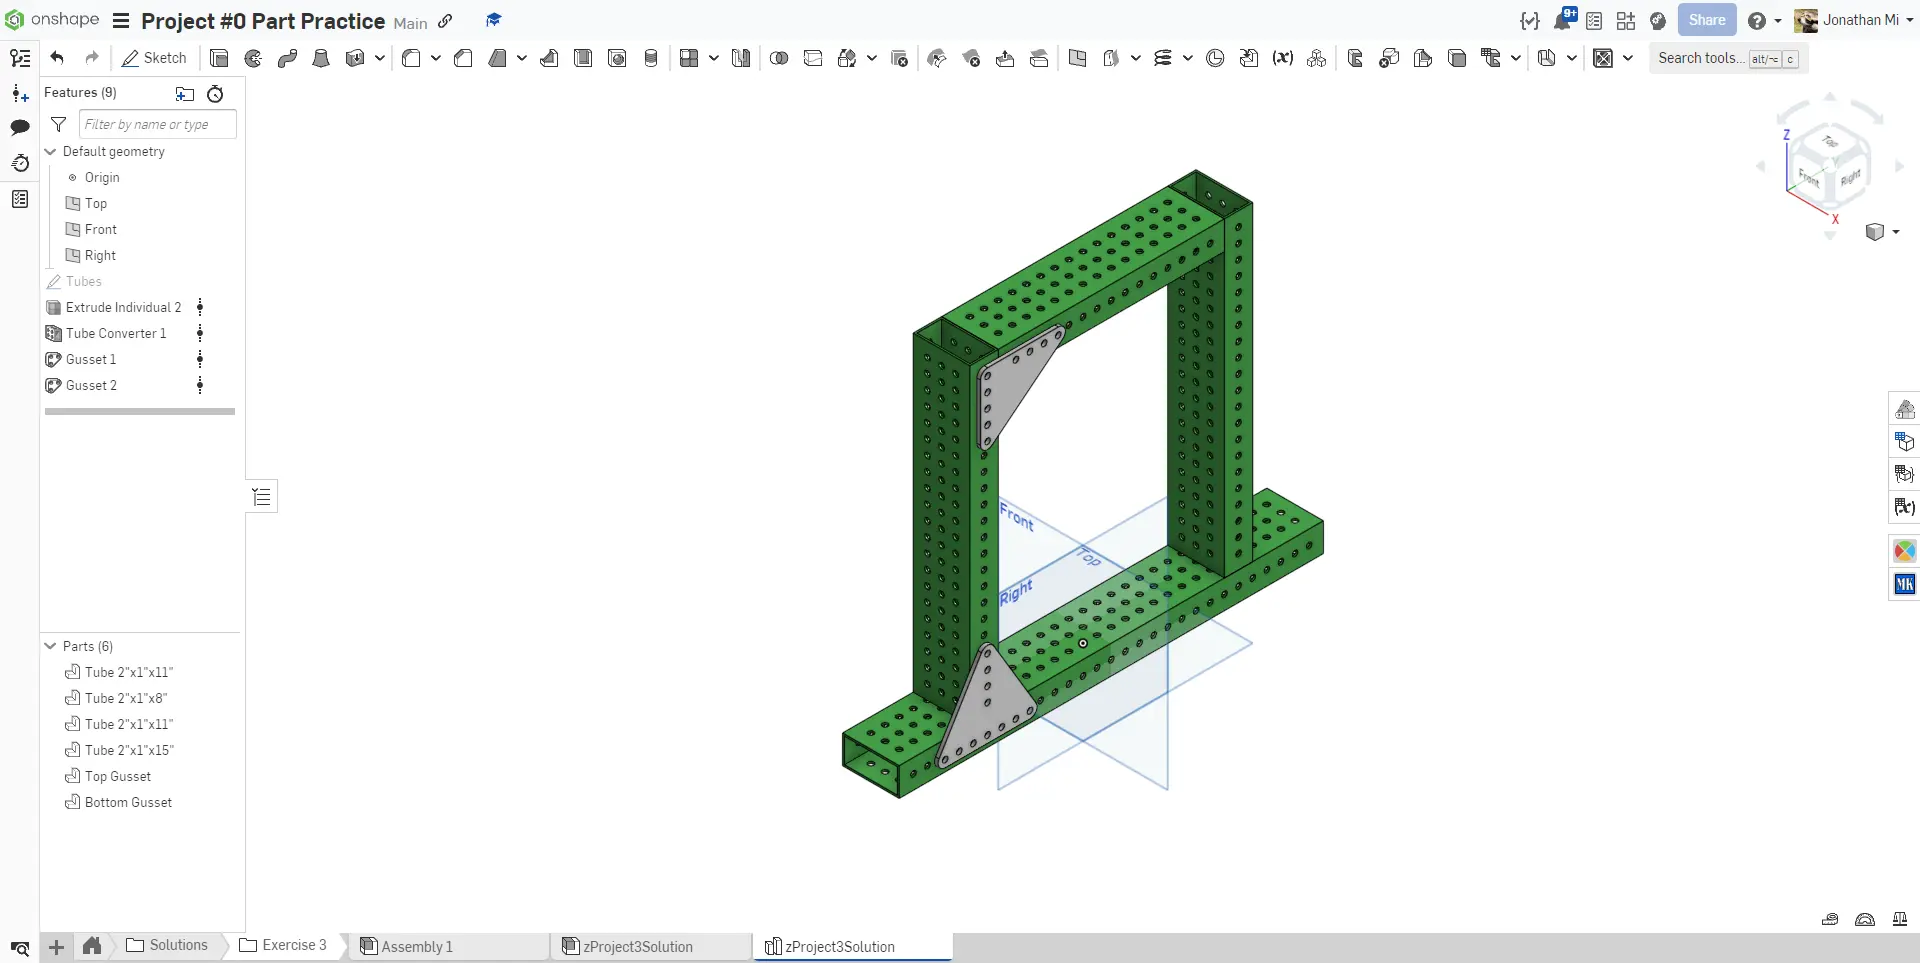 onshape
Project #0 Part Practice Main
9+
Share
Jonathan Mi
Sketch
Search tools... alt/⌥ c
Features (9)
Filter by name or type
Default geometry
Origin
Top
Front
Right
Tubes
Extrude Individual 2
Tube Converter 1
Gusset 1
Gusset 2
Parts (6)
Tube 2"x1"x11"
Tube 2"x1"x8"
Tube 2"x1"x11"
Tube 2"x1"x15"
Top Gusset
Bottom Gusset
Front
Top
Right
Z
Top
Front
Right
X
MK
Solutions
Exercise 3
Assembly 1
zProject3Solution
zProject3Solution